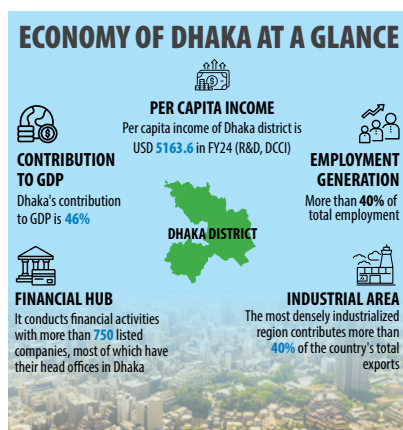 ECONOMY OF DHAKA AT A GLANCE
PER CAPITA INCOME
Per capita income of Dhaka district is
USD 5163.6 in FY24 (R&D, DCCI)
CONTRIBUTION
TO GDP
Dhaka's contribution
to GDP is 46%
EMPLOYMENT
GENERATION
More than 40% of
total employment
DHAKA DISTRICT
FINANCIAL HUB
It conducts financial activities
with more than 750 listed
companies, most of which have
their head offices in Dhaka
INDUSTRIAL AREA
The most densely industrialized
region contributes more than
40% of the country's total
exports